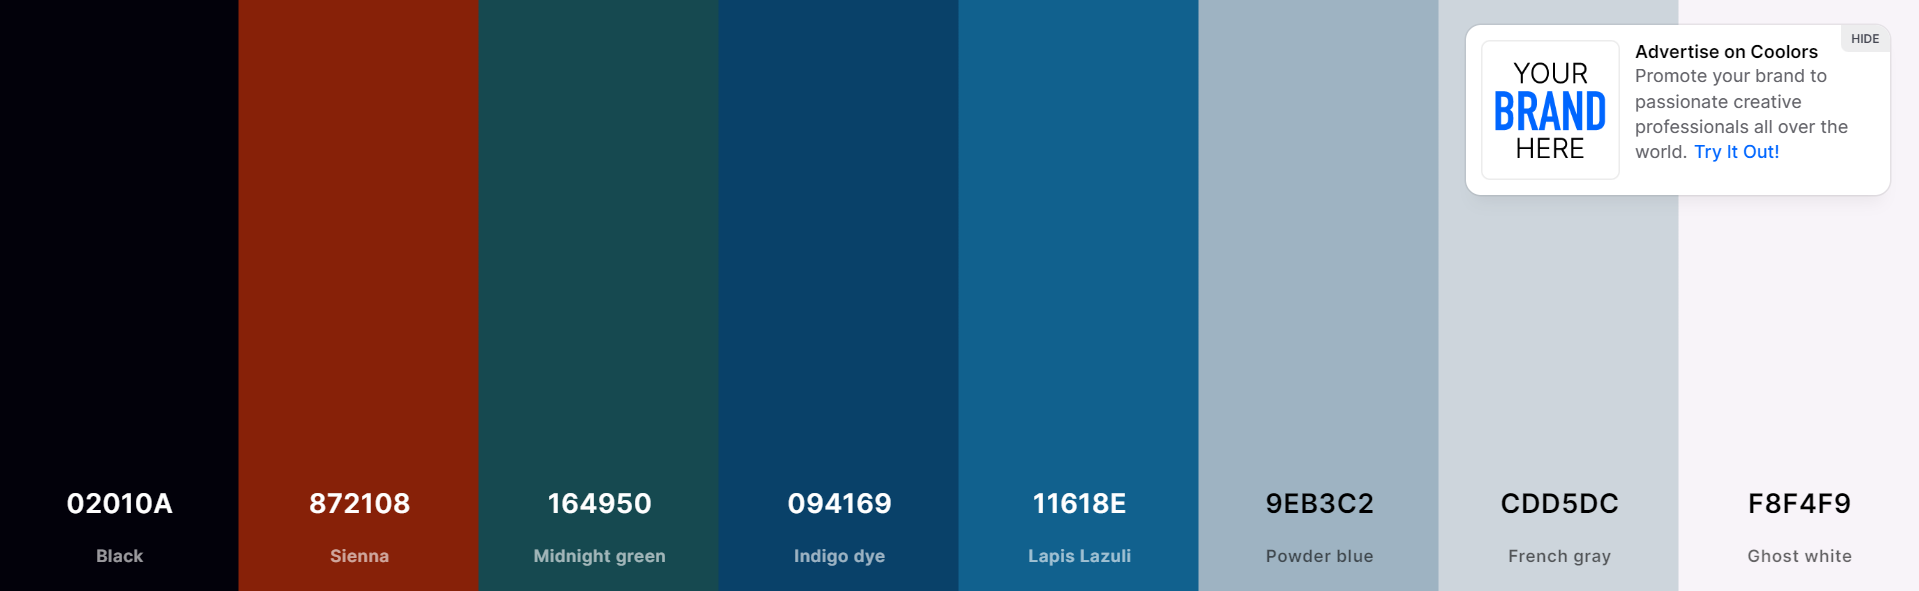 HIDE
YOUR
BRAND
HERE
Advertise on Coolors
Promote your brand to
passionate creative
professionals all over the
world. Try It Out!
02010A
Black
872108
Sienna
164950
Midnight green
094169
Indigo dye
11618E
Lapis Lazuli
9EB3C2
Powder blue
CDD5DC
French gray
F8F4F9
Ghost white